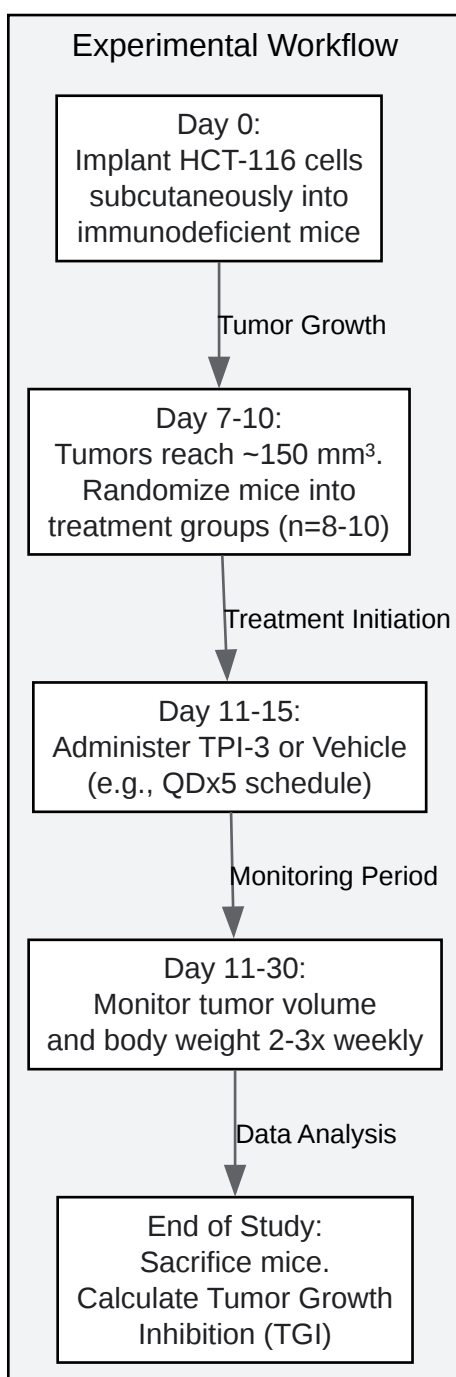 Experimental Workflow
Day 0:
Implant HCT-116 cells
subcutaneously into
immunodeficient mice
Tumor Growth
Day 7-10:
Tumors reach ~150 mm³.
Randomize mice into
treatment groups (n=8-10)
Treatment Initiation
Day 11-15:
Administer TPI-3 or Vehicle
(e.g., QDx5 schedule)
Monitoring Period
Day 11-30:
Monitor tumor volume
and body weight 2-3x weekly
Data Analysis
End of Study:
Sacrifice mice.
Calculate Tumor Growth
Inhibition (TGI)